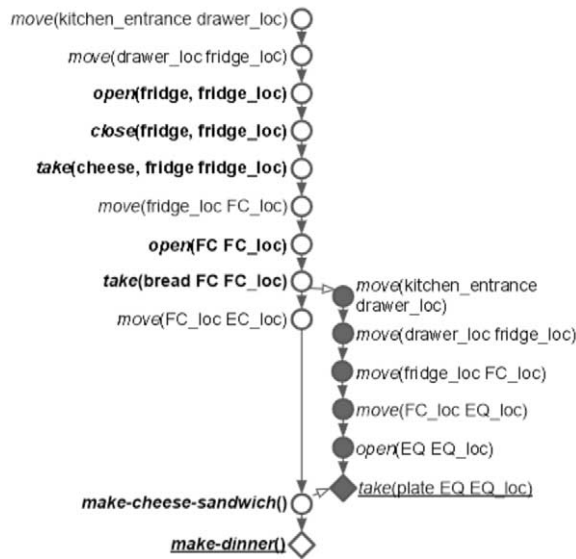 move(kitchen_entrance drawer_loc)
move(drawer_loc fridge_loc)
open(fridge, fridge_loc)
close(fridge, fridge_loc)
take(cheese, fridge fridge_loc)
move(fridge_loc FC_loc)
open(FC FC_loc)
take(bread FC FC_loc)
move(FC_loc EC_loc)
make-cheese-sandwich()
make-dinner()
move(kitchen_entrance
drawer_loc)
move(drawer_loc fridge_loc)
move(fridge_loc FC_loc)
move(FC_loc EQ_loc)
open(EQ EQ_loc)
take(plate EQ EQ_loc)